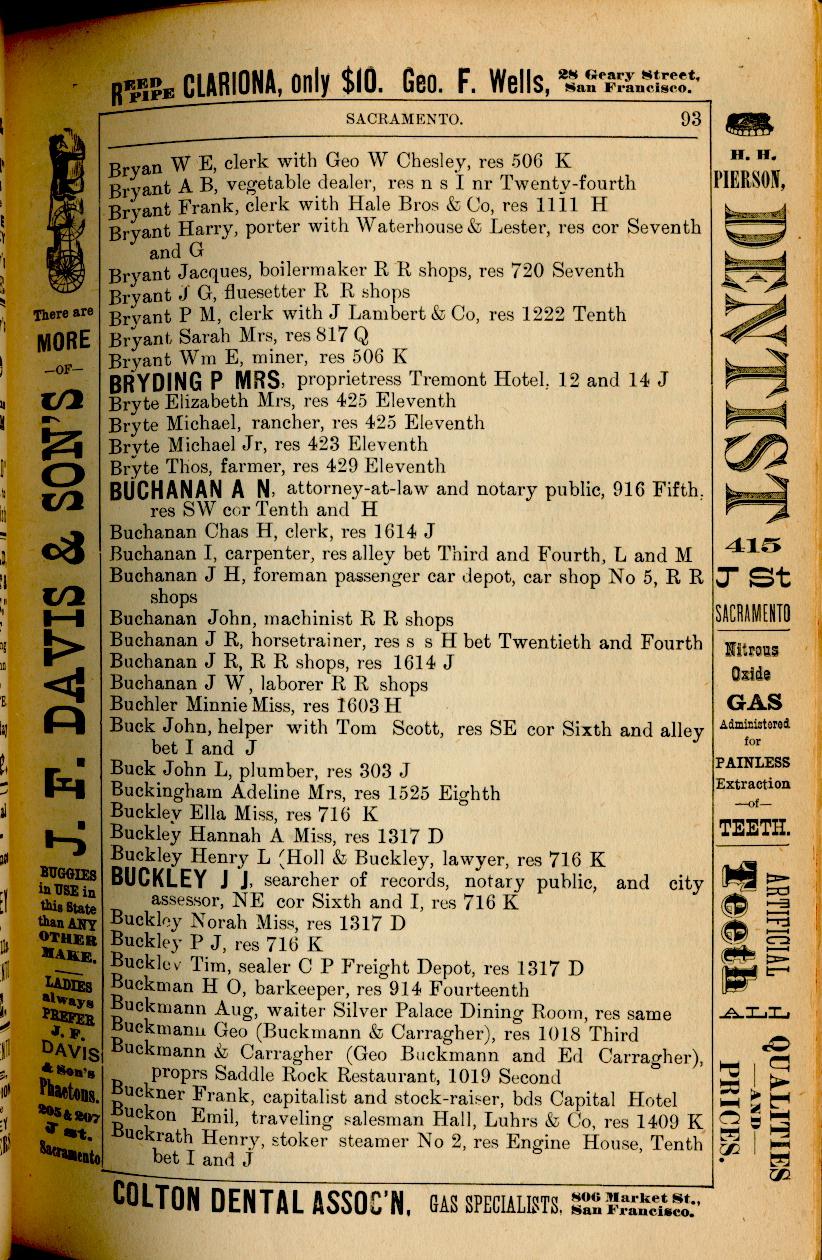 REED PIPE CLARIONA, only $10. Geo. F. Wells, 28 Geary Street, San Francisco.
SACRAMENTO. 93
Bryan W E, clerk with Geo W Chesley, res 506 K
Bryant A B, vegetable dealer, res n s I nr Twenty-fourth
Bryant Frank, clerk with Hale Bros & Co, res 1111 H
Bryant Harry, porter with Waterhouse & Lester, res cor Seventh
and G
Bryant Jacques, boilermaker R R shops, res 720 Seventh
Bryant J G, fluesetter R R shops
Bryant P M, clerk with J Lambert & Co, res 1222 Tenth
Bryant Sarah Mrs, res 817 Q
Bryant Wm E, miner, res 506 K
BRYDING P MRS, proprietress Tremont Hotel, 12 and 14 J
Bryte Elizabeth Mrs, res 425 Eleventh
Bryte Michael, rancher, res 425 Eleventh
Bryte Michael Jr, res 423 Eleventh
Bryte Thos, farmer, res 429 Eleventh
BUCHANAN A N, attorney-at-law and notary public, 916 Fifth,
res SW cor Tenth and H
Buchanan Chas H, clerk, res 1614 J
Buchanan I, carpenter, res alley bet Third and Fourth, L and M
Buchanan J H, foreman passenger car depot, car shop No 5, R R
shops
Buchanan John, machinist R R shops
Buchanan J R, horsetrainer, res s s H bet Twentieth and Fourth
Buchanan J R, R R shops, res 1614 J
Buchanan J W, laborer R R shops
Buchler Minnie Miss, res 1603 H
Buck John, helper with Tom Scott, res SE cor Sixth and alley
bet I and J
Buck John L, plumber, res 303 J
Buckingham Adeline Mrs, res 1525 Eighth
Buckley Ella Miss, res 716 K
Buckley Hannah A Miss, res 1317 D
Buckley Henry L (Holl & Buckley, lawyer, res 716 K
BUCKLEY J J, searcher of records, notary public, and city
assessor, NE cor Sixth and I, res 716 K
Buckley Norah Miss, res 1317 D
Buckley P J, res 716 K
Buckley Tim, sealer C P Freight Depot, res 1317 D
Buckman H O, barkeeper, res 914 Fourteenth
Buckmann Aug, waiter Silver Palace Dining Room, res same
Buckmann Geo (Buckmann & Carragher), res 1018 Third
Buckmann & Carragher (Geo Buckmann and Ed Carragher),
proprs Saddle Rock Restaurant, 1019 Second
Buckner Frank, capitalist and stock-raiser, bds Capital Hotel
Buckon Emil, traveling salesman Hall, Luhrs & Co, res 1409 K
Buckrath Henry, stoker steamer No 2, res Engine House, Tenth
bet I and J
There are
MORE
—OF—
J. F. DAVIS & SON'S
BUGGIES
in USE in
this State
than ANY
OTHER
MAKE.
LADIES
always
PREFER
J. F.
DAVIS
& Son's
Phaetons.
205 & 207
J st.
Sacramento
H. H.
PIERSON,
DENTIST
415
J St
SACRAMENTO
Nitrous
Oxide
GAS
Administered
for
PAINLESS
Extraction
—of—
TEETH.
ARTIFICIAL
Teeth
ALL
QUALITIES
—AND—
PRICES.
COLTON DENTAL ASSOC'N, GAS SPECIALISTS, 806 Market St., San Francisco.